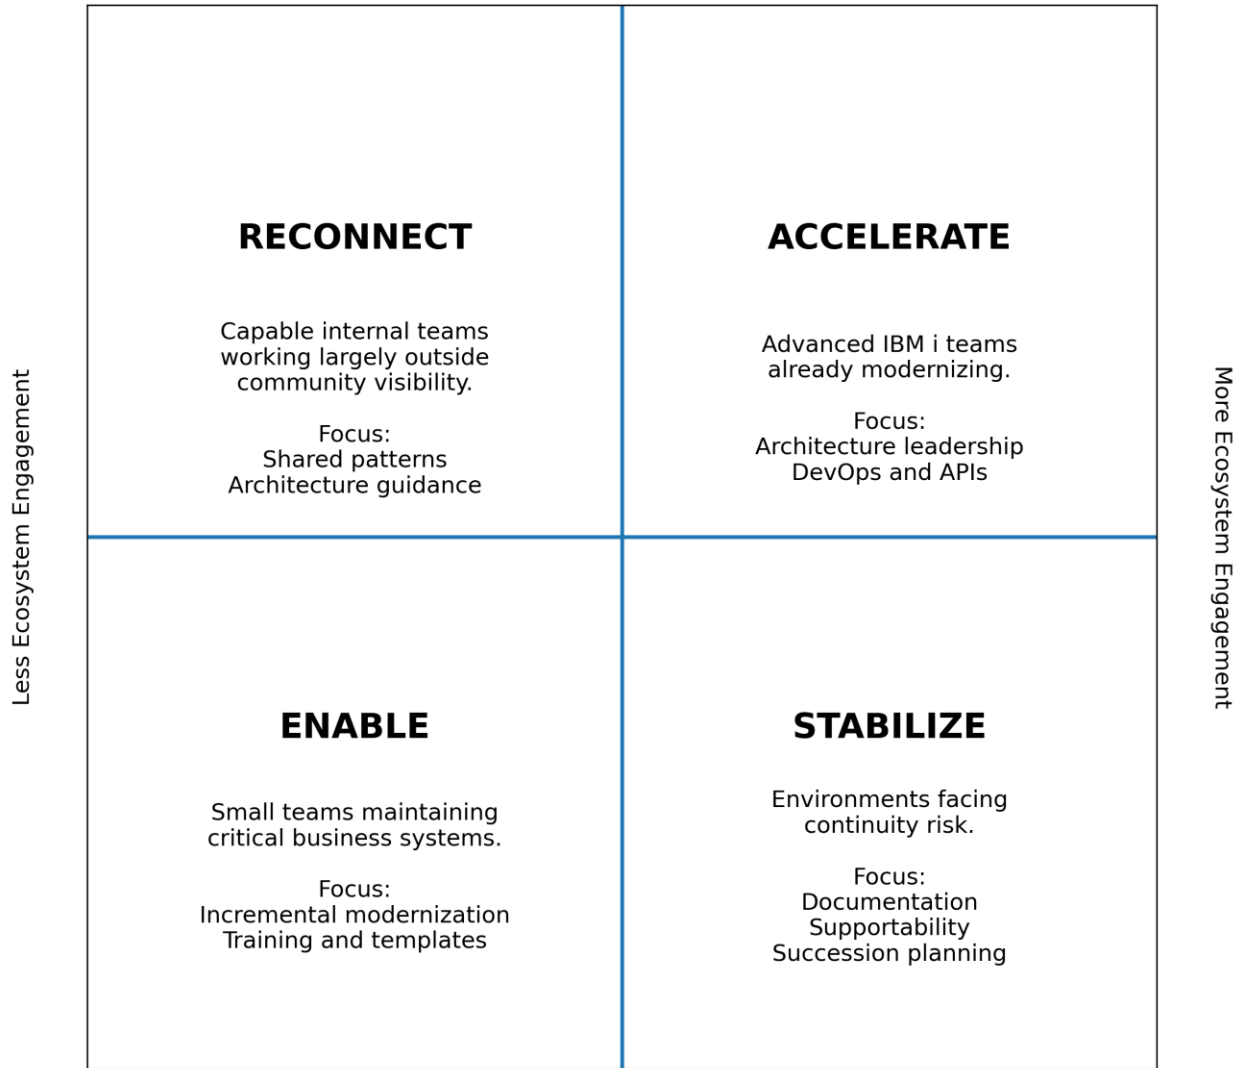 RECONNECT
Capable internal teams
working largely outside
community visibility.
Focus:
Shared patterns
Architecture guidance
ACCELERATE
Advanced IBM i teams
already modernizing.
Focus:
Architecture leadership
DevOps and APIs
Less Ecosystem Engagement
More Ecosystem Engagement
ENABLE
Small teams maintaining
critical business systems.
Focus:
Incremental modernization
Training and templates
STABILIZE
Environments facing
continuity risk.
Focus:
Documentation
Supportability
Succession planning